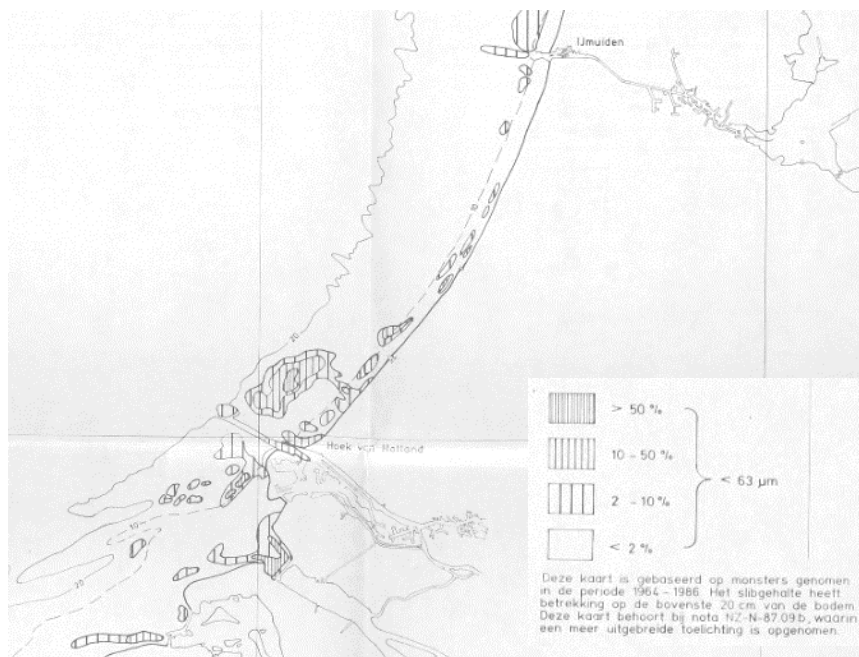 IJmuiden
10
20
20
Hoek van Holland
10
20
> 50 %
10 - 50 %
2 - 10 %
< 2 %
< 63 µm
Deze kaart is gebaseerd op monsters genomen
in de periode 1964 - 1986. Het slibgehalte heeft
betrekking op de bovenste 20 cm van de bodem.
Deze kaart behoort bij nota NZ-N-87.09 b, waarin
een meer uitgebreide toelichting is opgenomen.